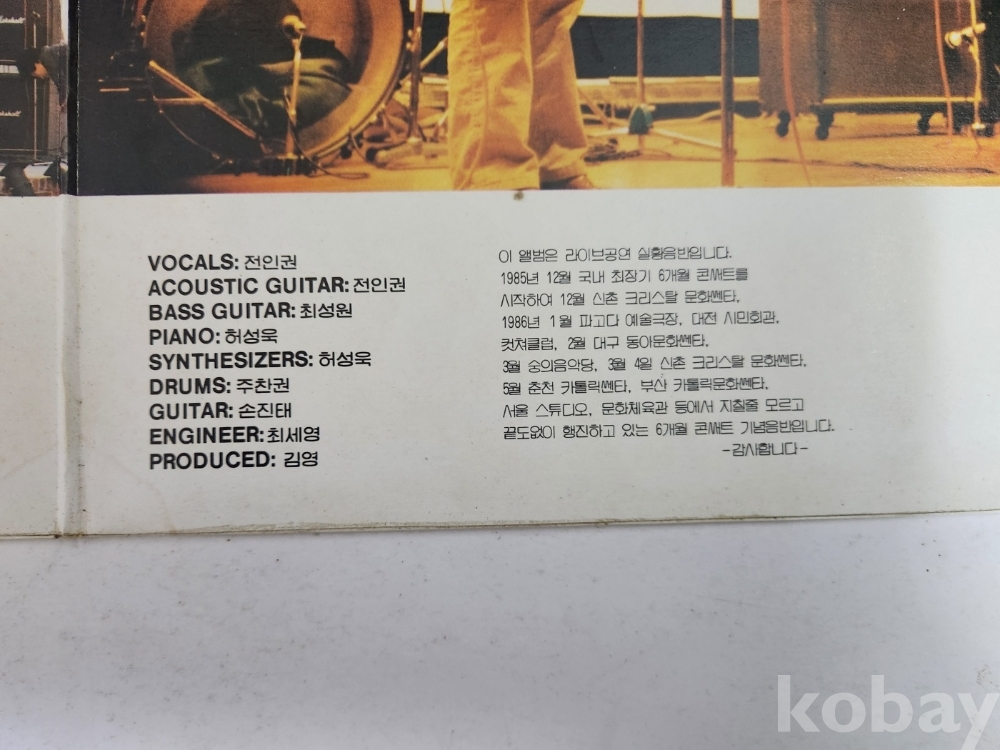 Marshall
Marshall
VOCALS: 전인권
ACOUSTIC GUITAR: 전인권
BASS GUITAR: 최성원
PIANO: 허성욱
SYNTHESIZERS: 허성욱
DRUMS: 주찬권
GUITAR: 손진태
ENGINEER: 최세영
PRODUCED: 김영
이 앨범은 라이브공연 실황음반입니다.
1985년 12월 국내 최장기 6개월 콘써트를
시작하여 12월 신촌 크리스탈 문화쎈타,
1986년 1월 파고다 예술극장, 대전 시민회관,
컷쳐클럽, 2월 대구 동아문화쎈타,
3월 숭의음악당, 3월 4일 신촌 크리스탈 문화쎈타,
5월 춘천 카톨릭쎈타, 부산 카톨릭문화쎈타,
서울 스튜디오, 문화체육관 등에서 지칠줄 모르고
끝도없이 행진하고 있는 6개월 콘써트 기념음반입니다.
-감사합니다-
kobay